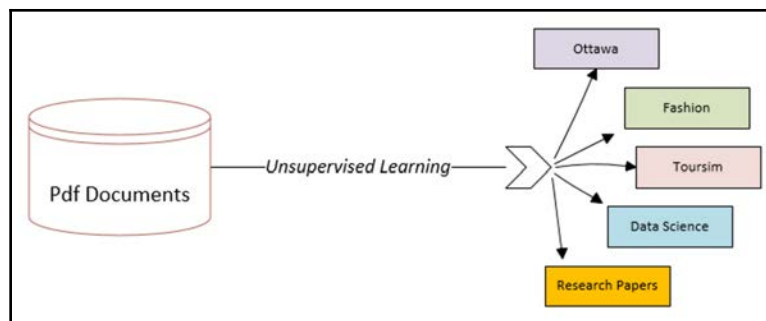 Ottawa
Fashion
Pdf Documents
Unsupervised Learning
Toursim
Data Science
Research Papers